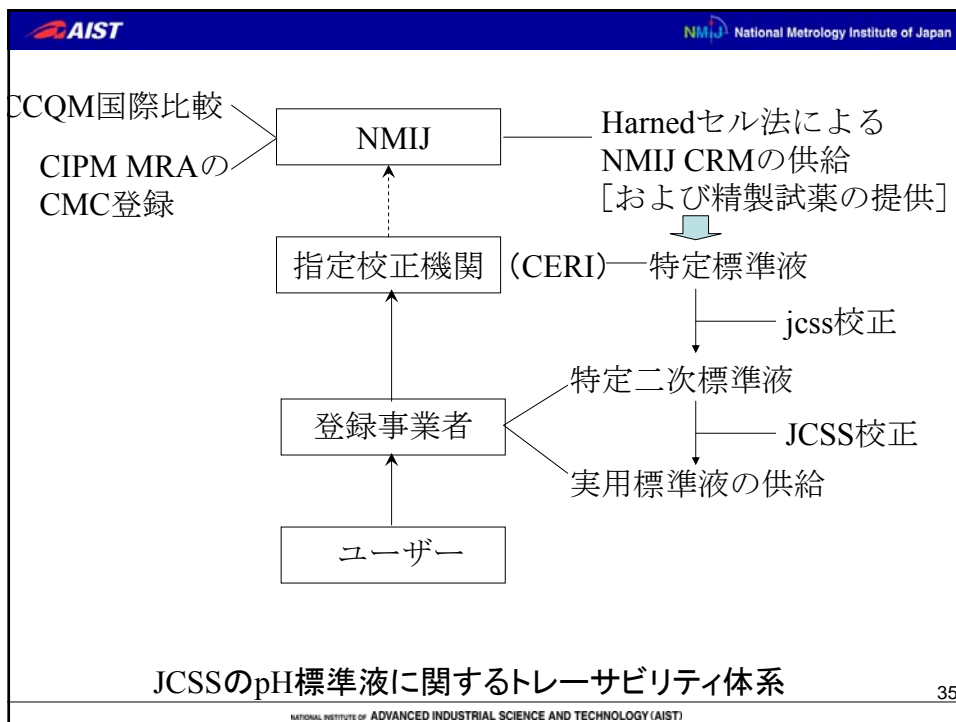 AIST
NMIJ National Metrology Institute of Japan
CCQM国際比較
CIPM MRAの
CMC登録
NMIJ
Harnedセル法による
NMIJ CRMの供給
[および精製試薬の提供]
指定校正機関
(CERI)
特定標準液
jcss校正
特定二次標準液
登録事業者
JCSS校正
実用標準液の供給
ユーザー
JCSSのpH標準液に関するトレーサビリティ体系
35
NATIONAL INSTITUTE OF ADVANCED INDUSTRIAL SCIENCE AND TECHNOLOGY (AIST)